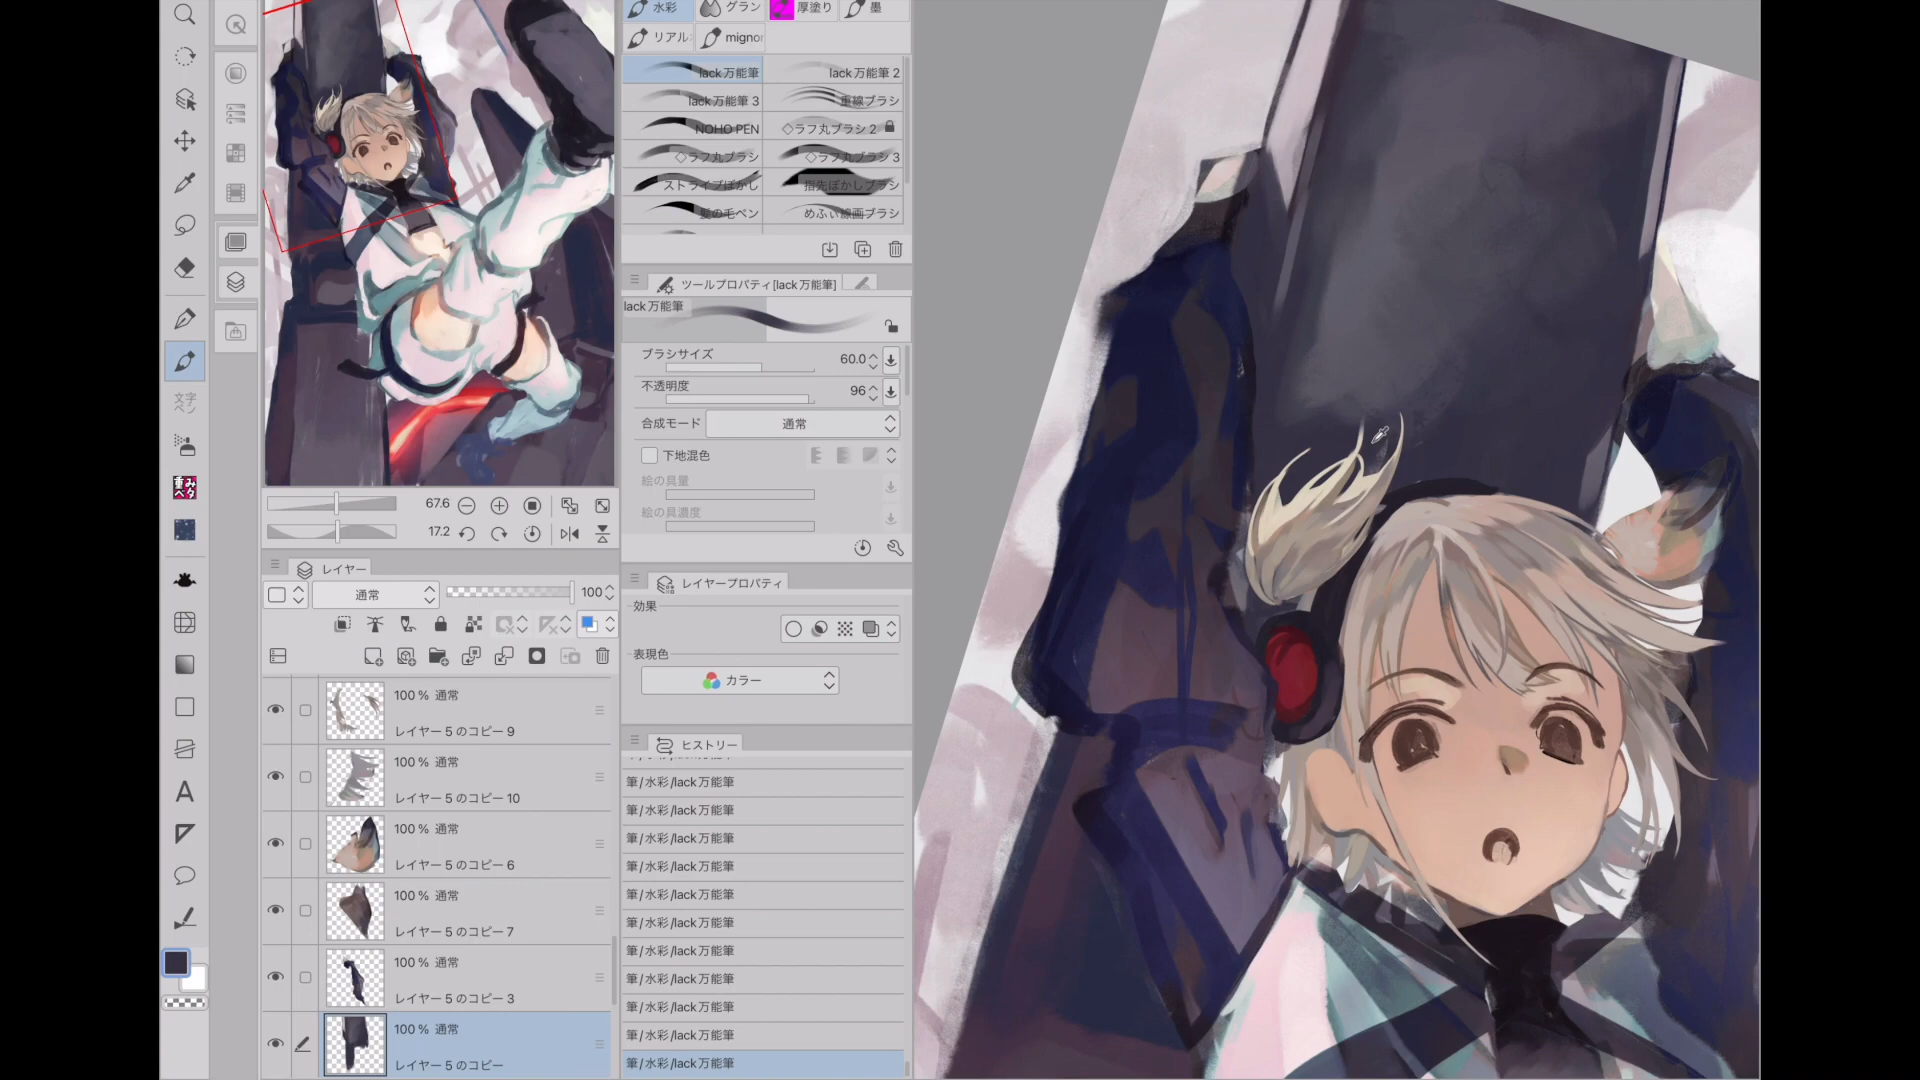 水彩
グラン
厚塗り
墨
リアル
mignon
lack万能筆
lack万能筆 2
lack万能筆 3
重線ブラシ
NOHO PEN
◇ラフ丸ブラシ 2
◇ラフ丸ブラシ
◇ラフ丸ブラシ 3
ストライプぼかし
指先ぼかしブラシ
髪の毛ペン
めふぃ線画ブラシ
ツールプロパティ[lack万能筆]
lack万能筆
ブラシサイズ
60.0
不透明度
96
合成モード
通常
下地混色
絵の具量
絵の具濃度
文字
ペン
67.6
17.2
レイヤー
通常
100
100 % 通常
レイヤー 5 のコピー 9
100 % 通常
レイヤー 5 のコピー 10
100 % 通常
レイヤー 5 のコピー 6
100 % 通常
レイヤー 5 のコピー 7
100 % 通常
レイヤー 5 のコピー 3
100 % 通常
レイヤー 5 のコピー
レイヤープロパティ
効果
表現色
カラー
ヒストリー
筆/水彩/lack万能筆
筆/水彩/lack万能筆
筆/水彩/lack万能筆
筆/水彩/lack万能筆
筆/水彩/lack万能筆
筆/水彩/lack万能筆
筆/水彩/lack万能筆
筆/水彩/lack万能筆
筆/水彩/lack万能筆
筆/水彩/lack万能筆
筆/水彩/lack万能筆